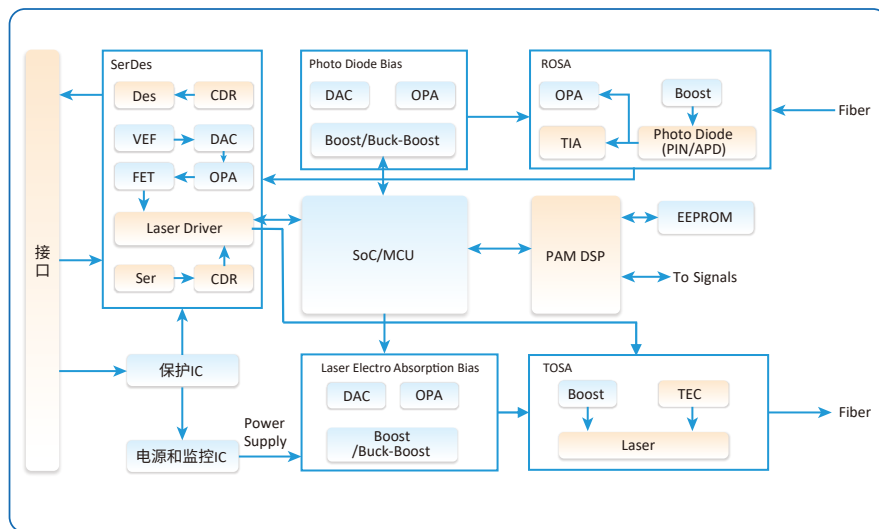 接口
SerDes
Des
CDR
VEF
DAC
FET
OPA
Laser Driver
Ser
CDR
保护IC
电源和监控IC
Power
Supply
Photo Diode Bias
DAC
OPA
Boost/Buck-Boost
SoC/MCU
Laser Electro Absorption Bias
DAC
OPA
Boost
/Buck-Boost
ROSA
OPA
Boost
TIA
Photo Diode
(PIN/APD)
Fiber
PAM DSP
EEPROM
To Signals
TOSA
Boost
TEC
Laser
Fiber